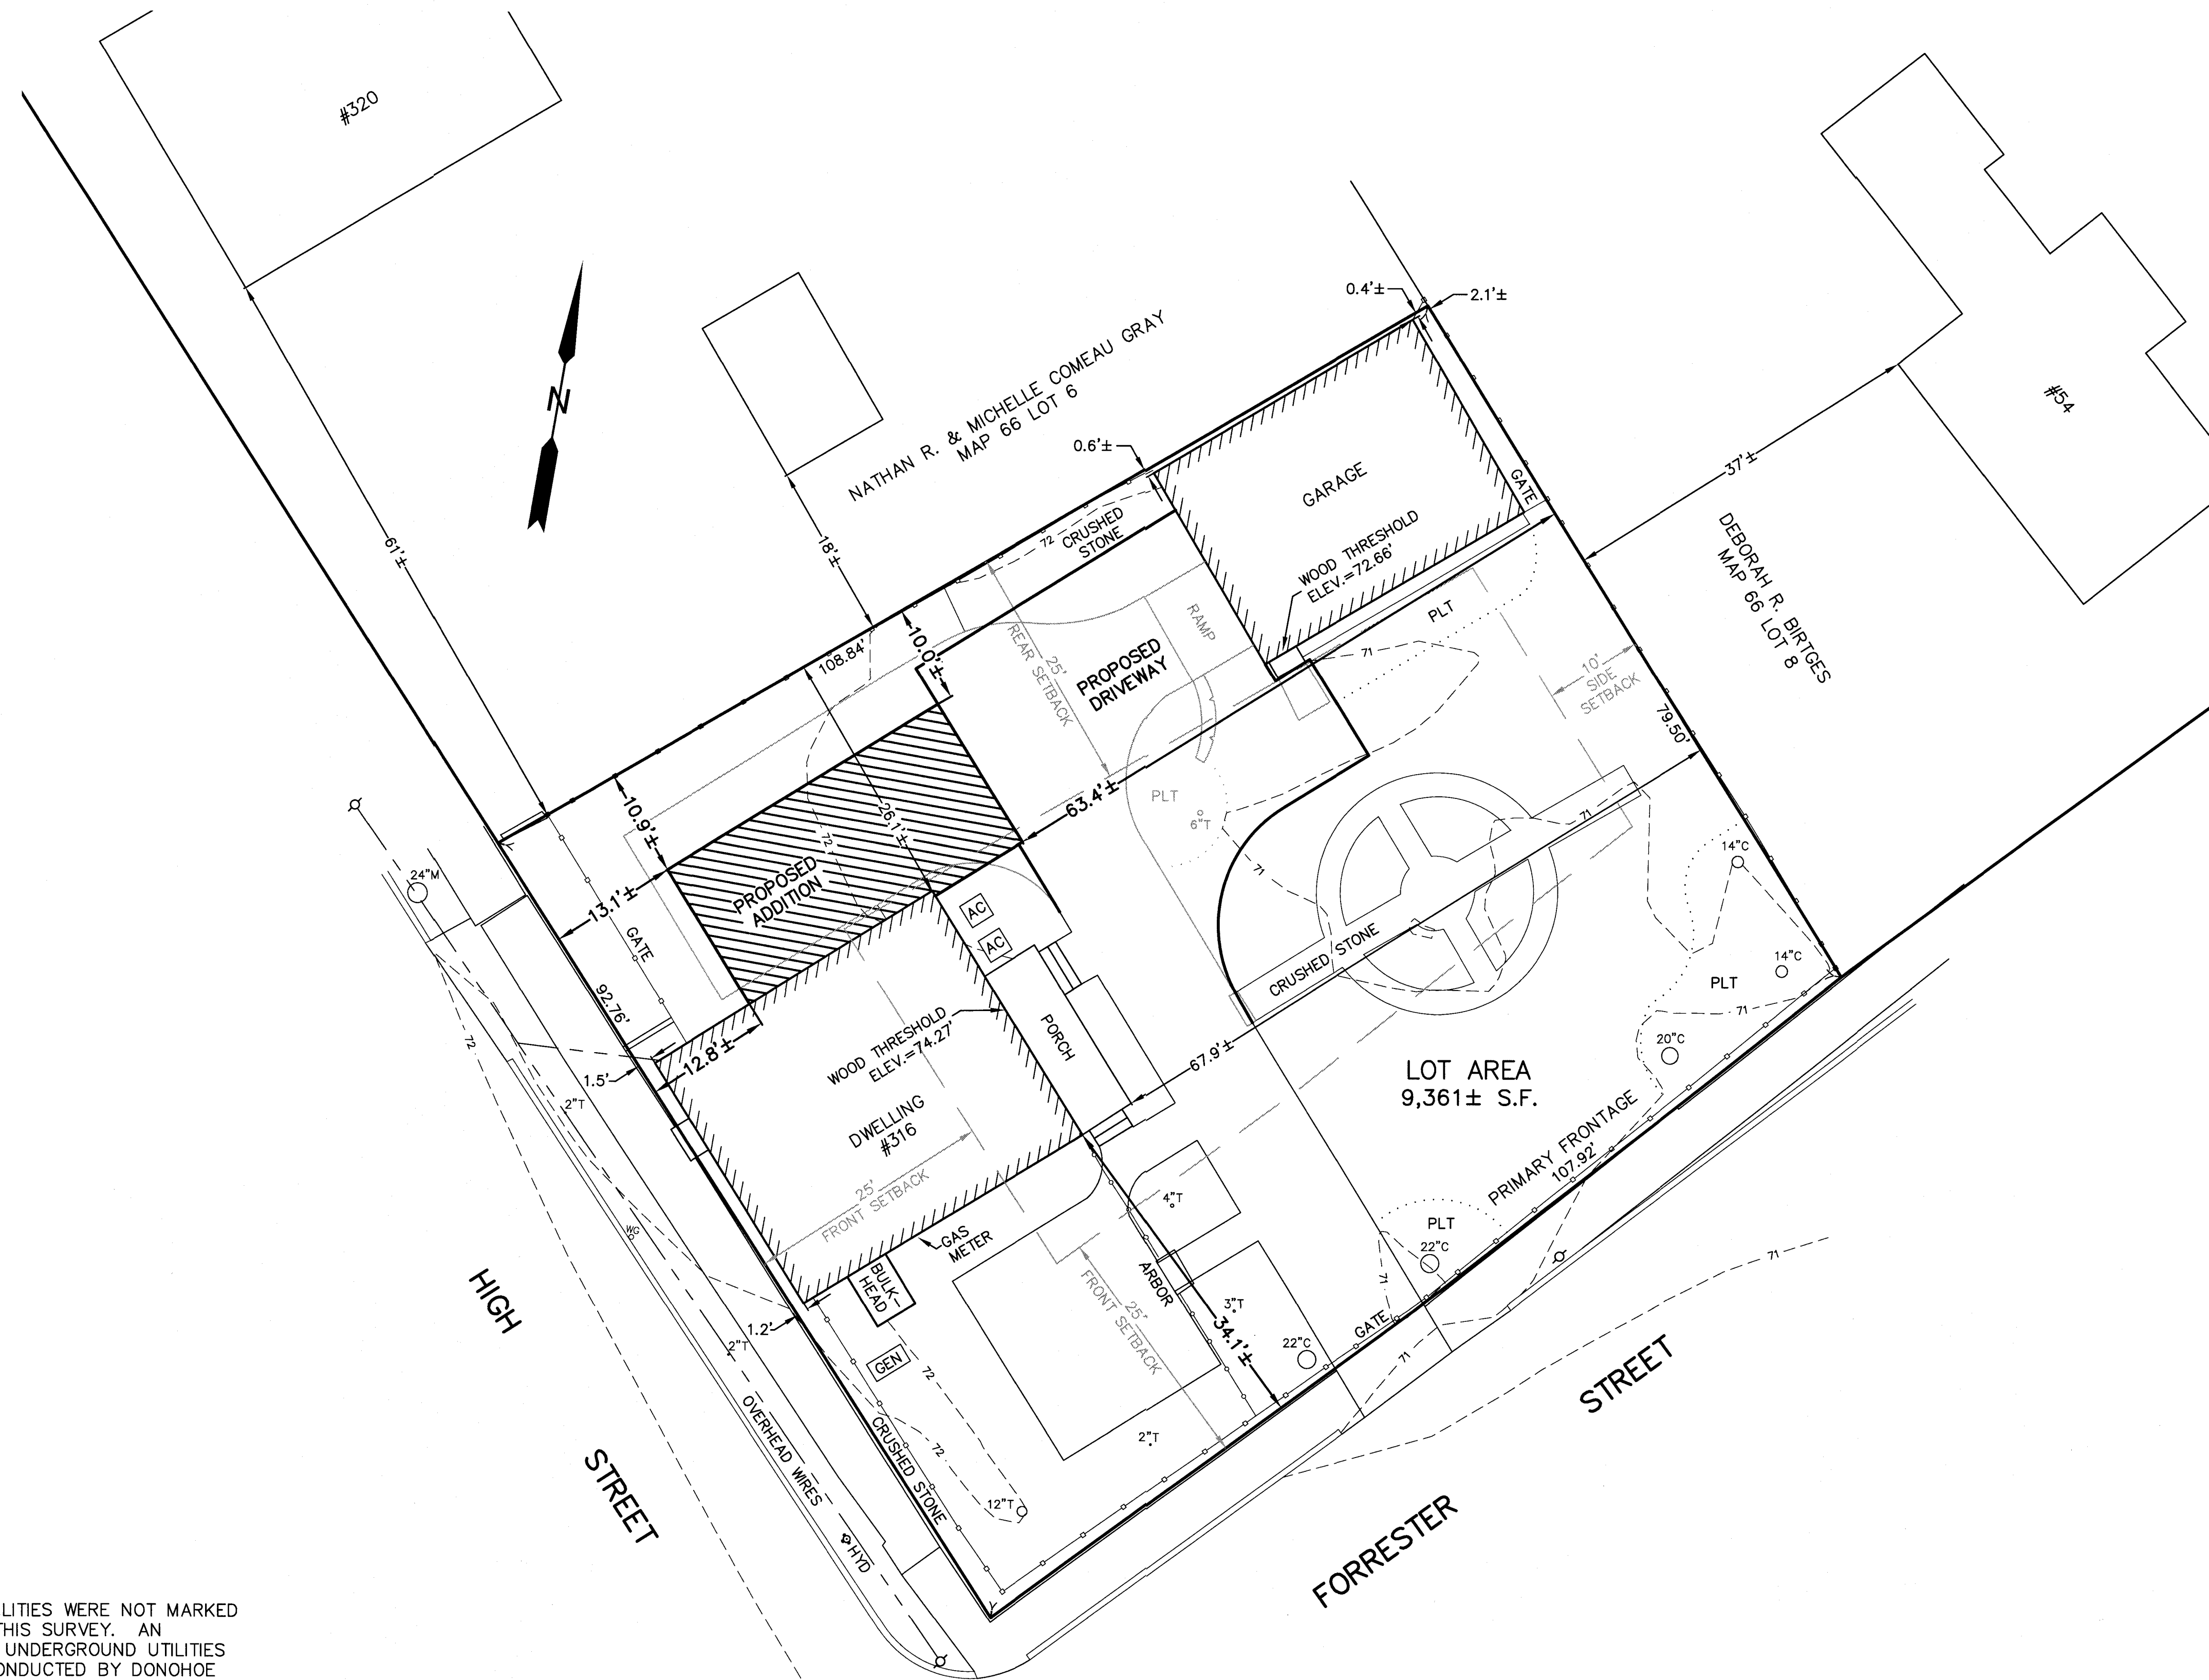 #320
N
NATHAN R. & MICHELLE COMEAU GRAY
MAP 66 LOT 6
0.4'±
2.1'±
0.6'±
61'±
18'±
37'±
#54
DEBORAH R. BIRTGES
MAP 66 LOT 8
GARAGE
GATE
WOOD THRESHOLD
ELEV.=72.66'
CRUSHED
STONE
72
RAMP
PLT
71
108.84'
10.0'±
REAR SETBACK
25'
PROPOSED
DRIVEWAY
10'
SIDE
SETBACK
79.50'
10.9'±
26.1'±
72
63.4'±
PLT
6"T
71
71
14"C
14"C
PLT
71
20"C
24"M
13.1'±
PROPOSED
ADDITION
GATE
AC
AC
92.76'
CRUSHED STONE
PORCH
WOOD THRESHOLD
ELEV.=74.27'
12.8'±
1.5'
67.9'±
LOT AREA
9,361± S.F.
72
2"T
DWELLING
#316
25'
FRONT SETBACK
GAS
METER
BULK-
HEAD
4"T
PRIMARY FRONTAGE
107.92'
PLT
22"C
71
WG
ARBOR
25'
FRONT SETBACK
3"T
34.1'±
22"C
GATE
71
71
1.2'
2"T
GEN
72
72
2"T
12"T
CRUSHED STONE
OVERHEAD WIRES
HYD
HIGH
STREET
FORRESTER
STREET
LITIES WERE NOT MARKED
THIS SURVEY. AN
UNDERGROUND UTILITIES
ONDUCTED BY DONOHOE